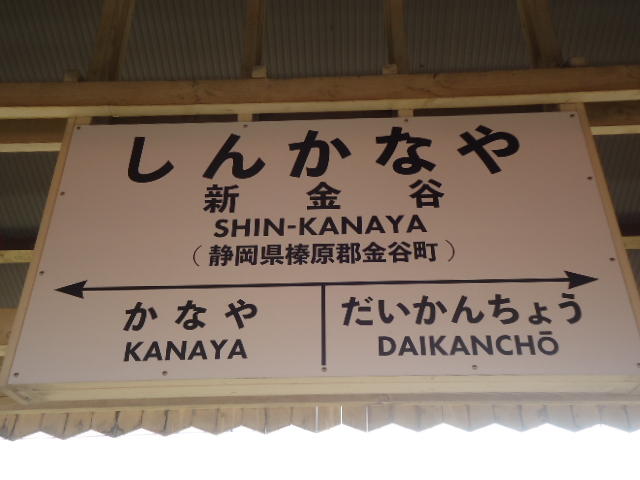 しんかなや
新金谷
SHIN-KANAYA
（静岡県榛原郡金谷町）
かなや
KANAYA
だいかんちょう
DAIKANCHŌ